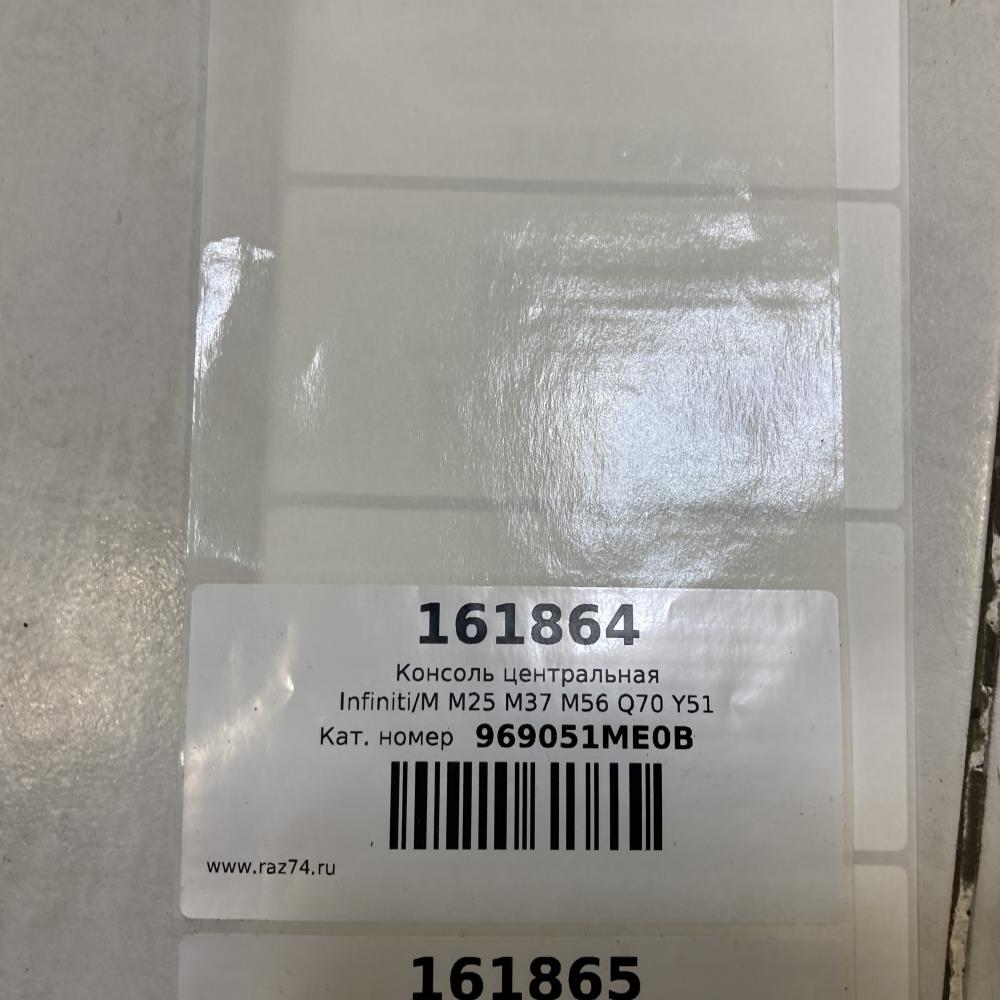 161864
Консоль центральная
Infiniti/M M25 M37 M56 Q70 Y51
Кат. номер 969051ME0B
www.raz74.ru
161865